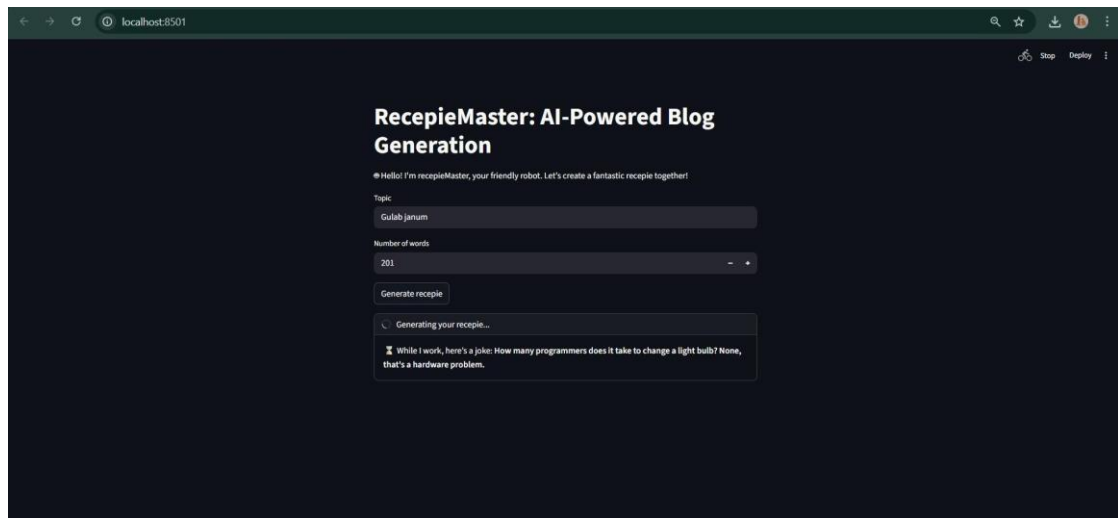 localhost:8501
Stop Deploy
RecepieMaster: AI-Powered Blog
Generation
Hello! I'm recepieMaster, your friendly robot. Let's create a fantastic recepie together!
Topic
Gulab janum
Number of words
201
Generate recepie
Generating your recepie...
While I work, here's a joke: How many programmers does it take to change a light bulb? None,
that's a hardware problem.